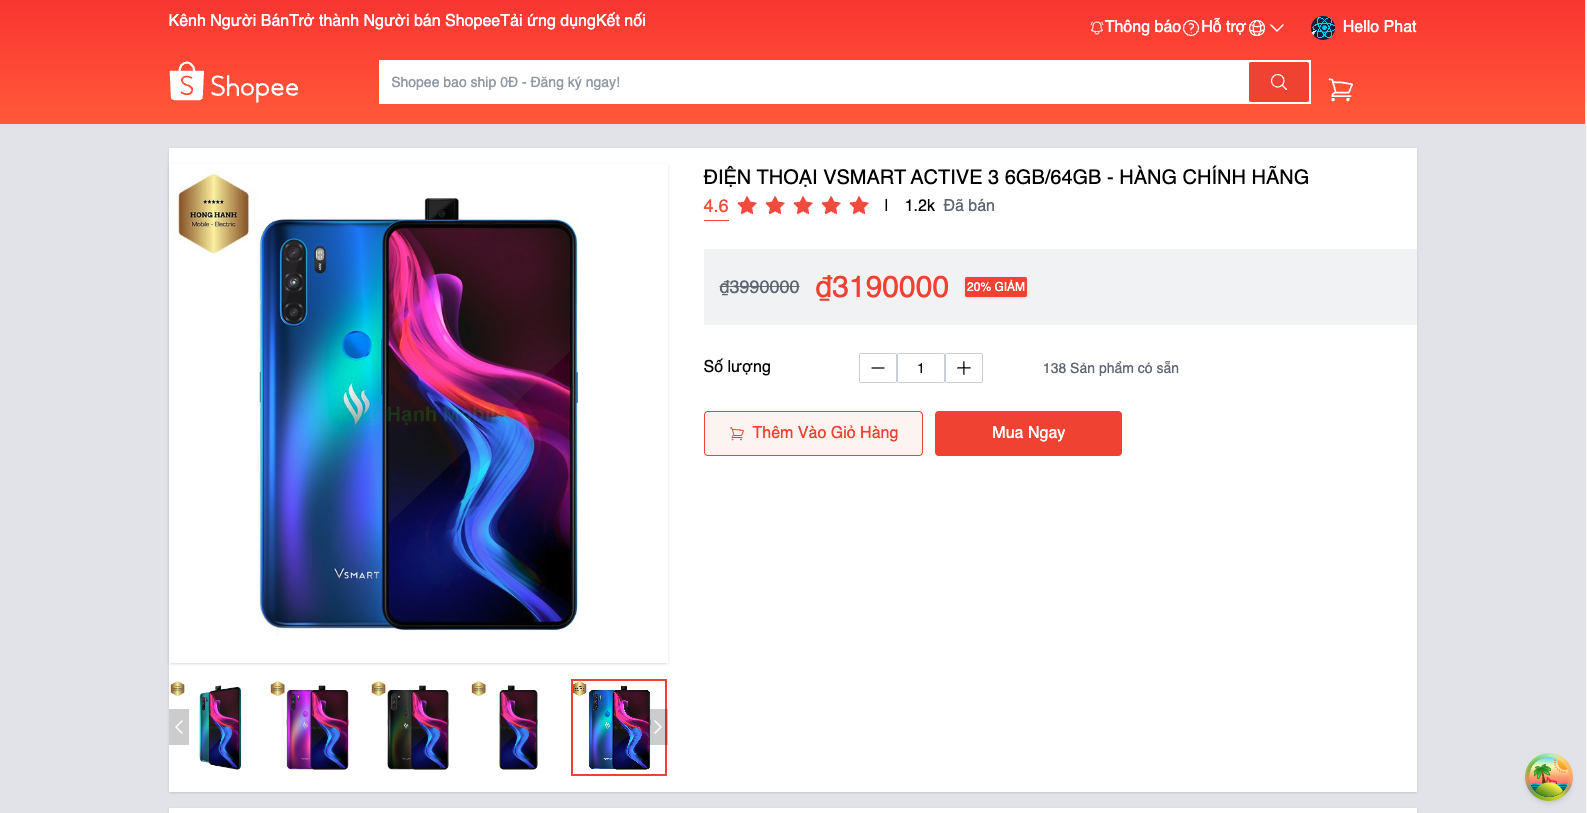 Kênh Người BánTrở thành Người bán ShopeeTải ứng dụngKết nối
Thông báo Hỗ trợ Hello Phat
Shopee
Shopee bao ship 0Đ - Đăng ký ngay!
HONG HANH
Mobile - Electric
Hạnh
VSMART
ĐIỆN THOẠI VSMART ACTIVE 3 6GB/64GB - HÀNG CHÍNH HÃNG
4.6 1.2k Đã bán
₫3990000 ₫3190000 20% GIẢM
Số lượng 1 138 Sản phẩm có sẵn
Thêm Vào Giỏ Hàng Mua Ngay